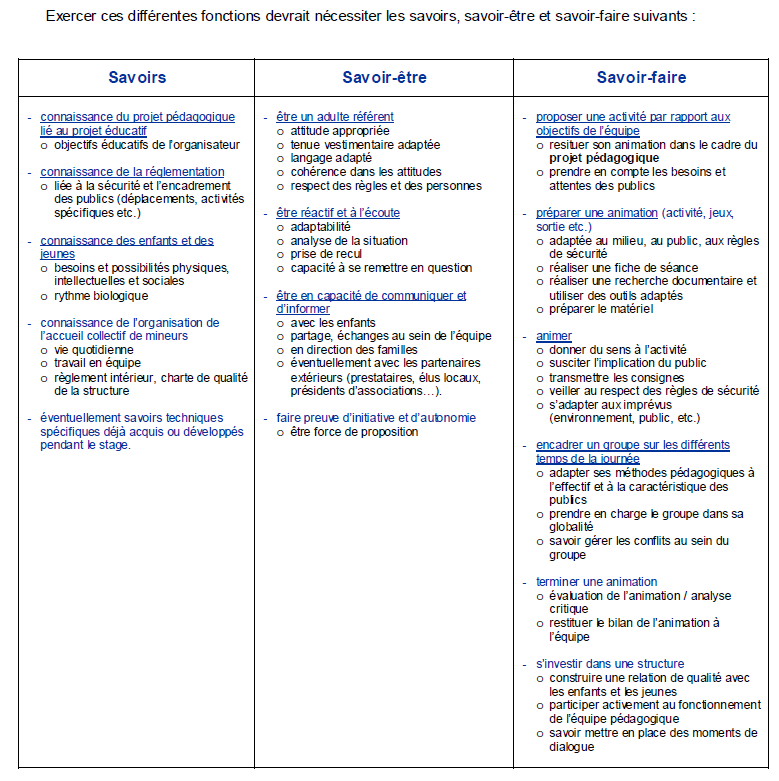 Exercer ces différentes fonctions devrait nécessiter les savoirs, savoir-être et savoir-faire suivants :
Savoirs
- connaissance du projet pédagogique
lié au projet éducatif
o objectifs éducatifs de l'organisateur
- connaissance de la réglementation
o liée à la sécurité et l'encadrement
des publics (déplacements, activités
spécifiques etc.)
- connaissance des enfants et des
jeunes
o besoins et possibilités physiques,
intellectuelles et sociales
o rythme biologique
- connaissance de l'organisation de
l'accueil collectif de mineurs
o vie quotidienne
o travail en équipe
o règlement intérieur, charte de qualité
de la structure
- éventuellement savoirs techniques
spécifiques déjà acquis ou développés
pendant le stage.
Savoir-être
- être un adulte référent
o attitude appropriée
o tenue vestimentaire adaptée
o langage adapté
o cohérence dans les attitudes
o respect des règles et des personnes
- être réactif et à l'écoute
o adaptabilité
o analyse de la situation
o prise de recul
o capacité à se remettre en question
- être en capacité de communiquer et
d'informer
o avec les enfants
o partage, échanges au sein de l'équipe
o en direction des familles
o éventuellement avec les partenaires
extérieurs (prestataires, élus locaux,
présidents d'associations…).
- faire preuve d'initiative et d'autonomie
o être force de proposition
Savoir-faire
- proposer une activité par rapport aux
objectifs de l'équipe
o resituer son animation dans le cadre du
projet pédagogique
o prendre en compte les besoins et
attentes des publics
- préparer une animation (activité, jeux,
sortie etc.)
o adaptée au milieu, au public, aux règles
de sécurité
o réaliser une fiche de séance
o réaliser une recherche documentaire et
utiliser des outils adaptés
o préparer le matériel
- animer
o donner du sens à l'activité
o susciter l'implication du public
o transmettre les consignes
o veiller au respect des règles de sécurité
o s'adapter aux imprévus
(environnement, public, etc.)
- encadrer un groupe sur les différents
temps de la journée
o adapter ses méthodes pédagogiques à
l'effectif et à la caractéristique des
publics
o prendre en charge le groupe dans sa
globalité
o savoir gérer les conflits au sein du
groupe
- terminer une animation
o évaluation de l'animation / analyse
critique
o restituer le bilan de l'animation à
l'équipe
- s'investir dans une structure
o construire une relation de qualité avec
les enfants et les jeunes
o participer activement au fonctionnement
de l'équipe pédagogique
o savoir mettre en place des moments de
dialogue